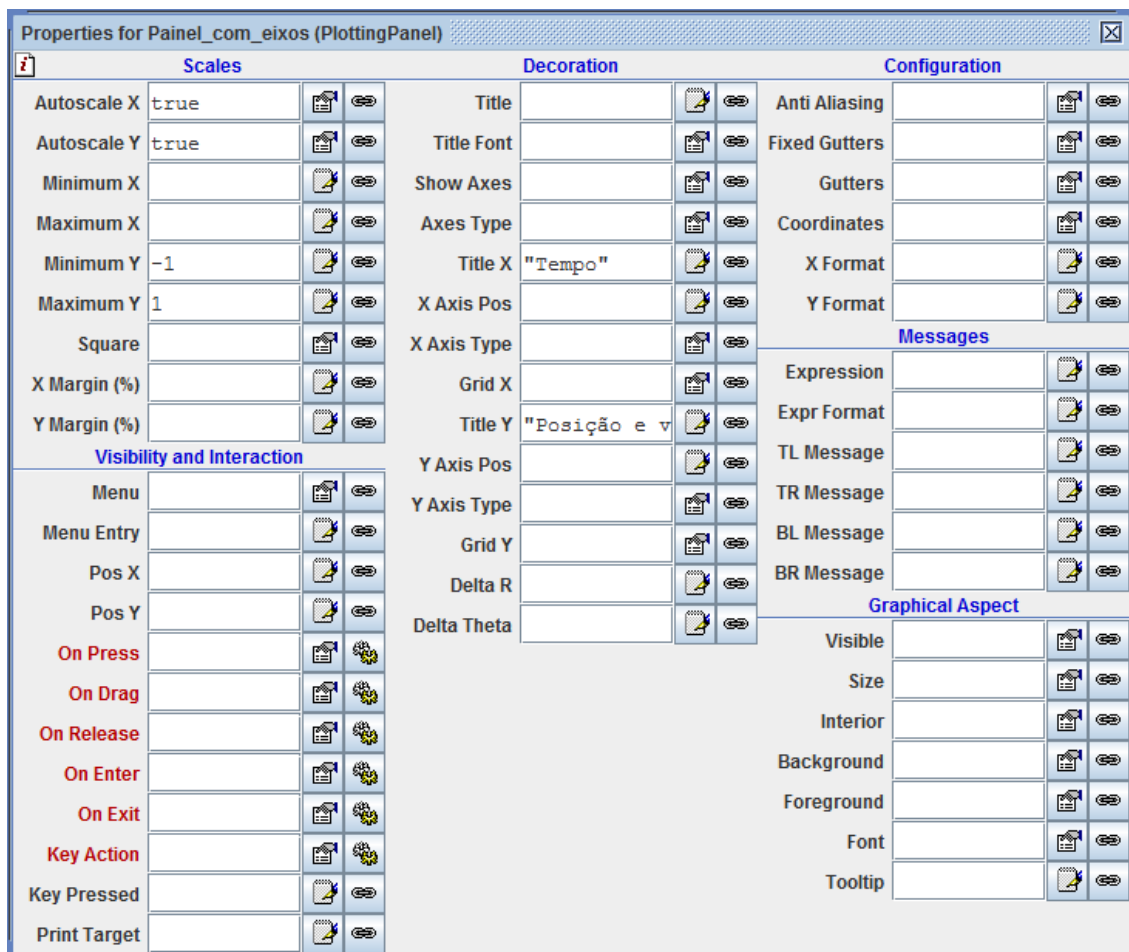 Properties for Painel_com_eixos (PlottingPanel)
Scales
Autoscale X true
Autoscale Y true
Minimum X
Maximum X
Minimum Y -1
Maximum Y 1
Square
X Margin (%)
Y Margin (%)
Visibility and Interaction
Menu
Menu Entry
Pos X
Pos Y
On Press
On Drag
On Release
On Enter
On Exit
Key Action
Key Pressed
Print Target
Decoration
Title
Title Font
Show Axes
Axes Type
Title X "Tempo"
X Axis Pos
X Axis Type
Grid X
Title Y "Posição e v
Y Axis Pos
Y Axis Type
Grid Y
Delta R
Delta Theta
Configuration
Anti Aliasing
Fixed Gutters
Gutters
Coordinates
X Format
Y Format
Messages
Expression
Expr Format
TL Message
TR Message
BL Message
BR Message
Graphical Aspect
Visible
Size
Interior
Background
Foreground
Font
Tooltip